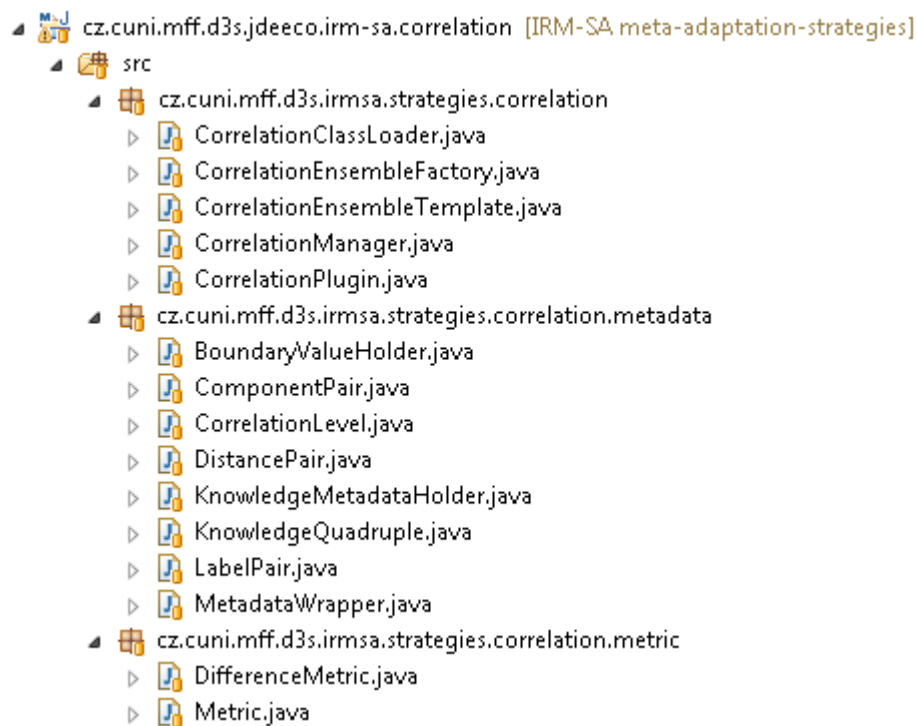 cz.cuni.mff.d3s.jdeeco.irm-sa.correlation [IRM-SA meta-adaptation-strategies]
src
cz.cuni.mff.d3s.irmsa.strategies.correlation
CorrelationClassLoader.java
CorrelationEnsembleFactory.java
CorrelationEnsembleTemplate.java
CorrelationManager.java
CorrelationPlugin.java
cz.cuni.mff.d3s.irmsa.strategies.correlation.metadata
BoundaryValueHolder.java
ComponentPair.java
CorrelationLevel.java
DistancePair.java
KnowledgeMetadataHolder.java
KnowledgeQuadruple.java
LabelPair.java
MetadataWrapper.java
cz.cuni.mff.d3s.irmsa.strategies.correlation.metric
DifferenceMetric.java
Metric.java